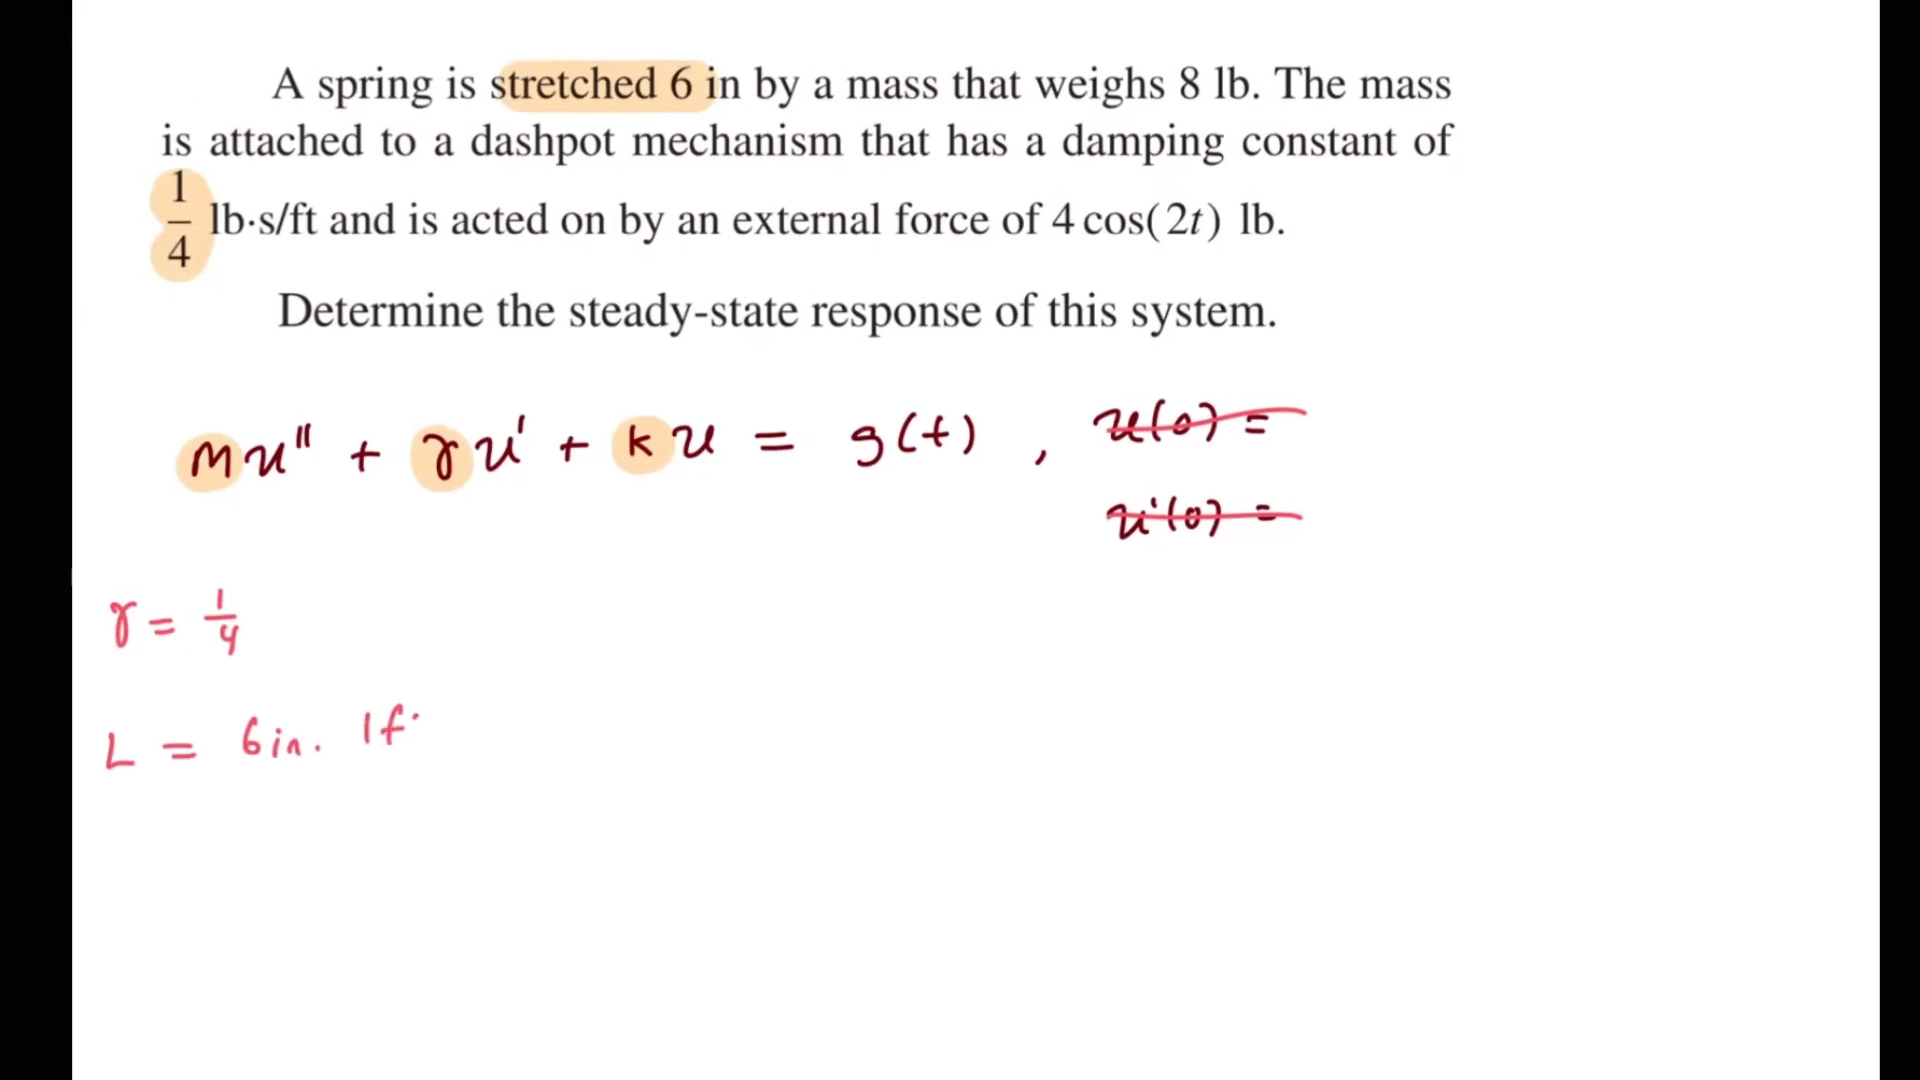 A spring is stretched 6 in by a mass that weighs 8 lb. The mass
is attached to a dashpot mechanism that has a damping constant of
1/4 lb·s/ft and is acted on by an external force of 4 cos(2t) lb.
Determine the steady-state response of this system.
mu'' + γu' + ku = g(t) , u(0) =
u'(0) =
γ = 1/4
L = 6in. 1f.